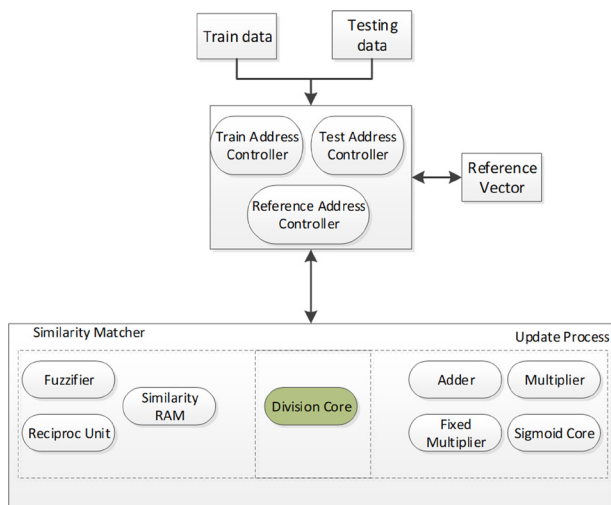 Train data
Testing
data
Train Address
Controller
Test Address
Controller
Reference Address
Controller
Reference
Vector
Similarity Matcher
Update Process
Fuzzifier
Similarity
RAM
Reciproc Unit
Division Core
Adder
Multiplier
Fixed
Multiplier
Sigmoid Core